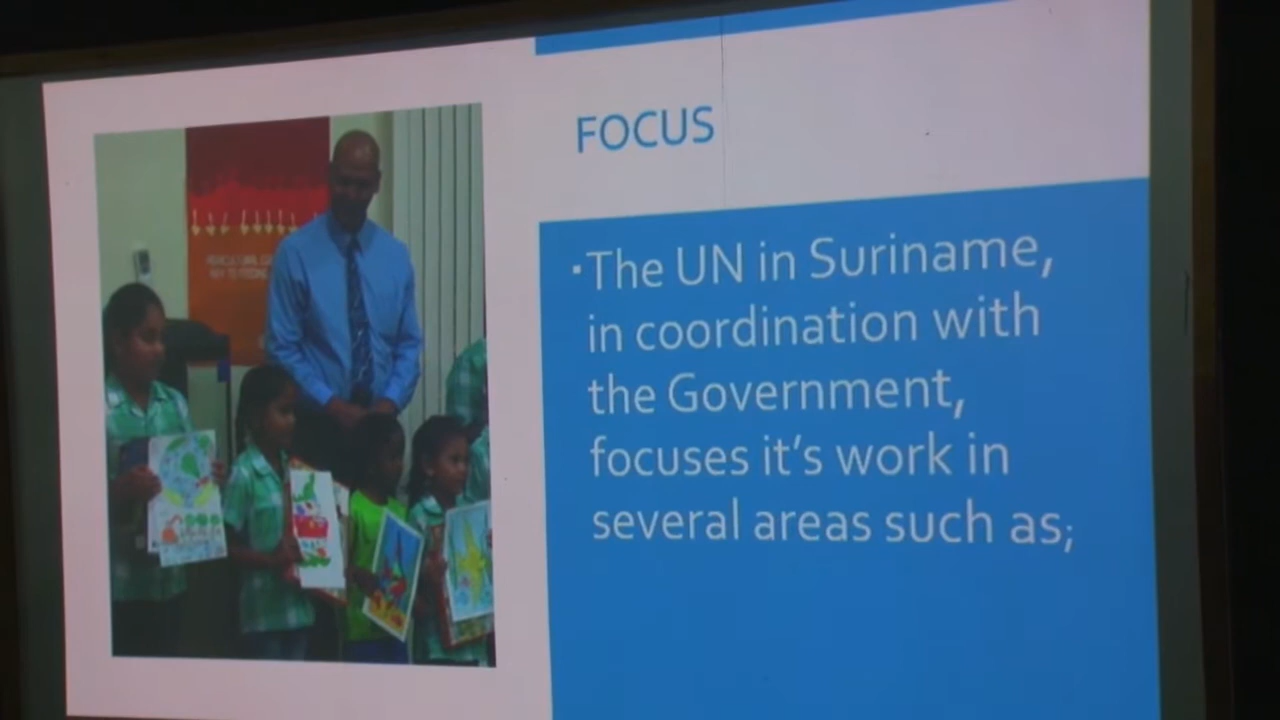 FOCUS
▪The UN in Suriname,
in coordination with
the Government,
focuses it's work in
several areas such as;